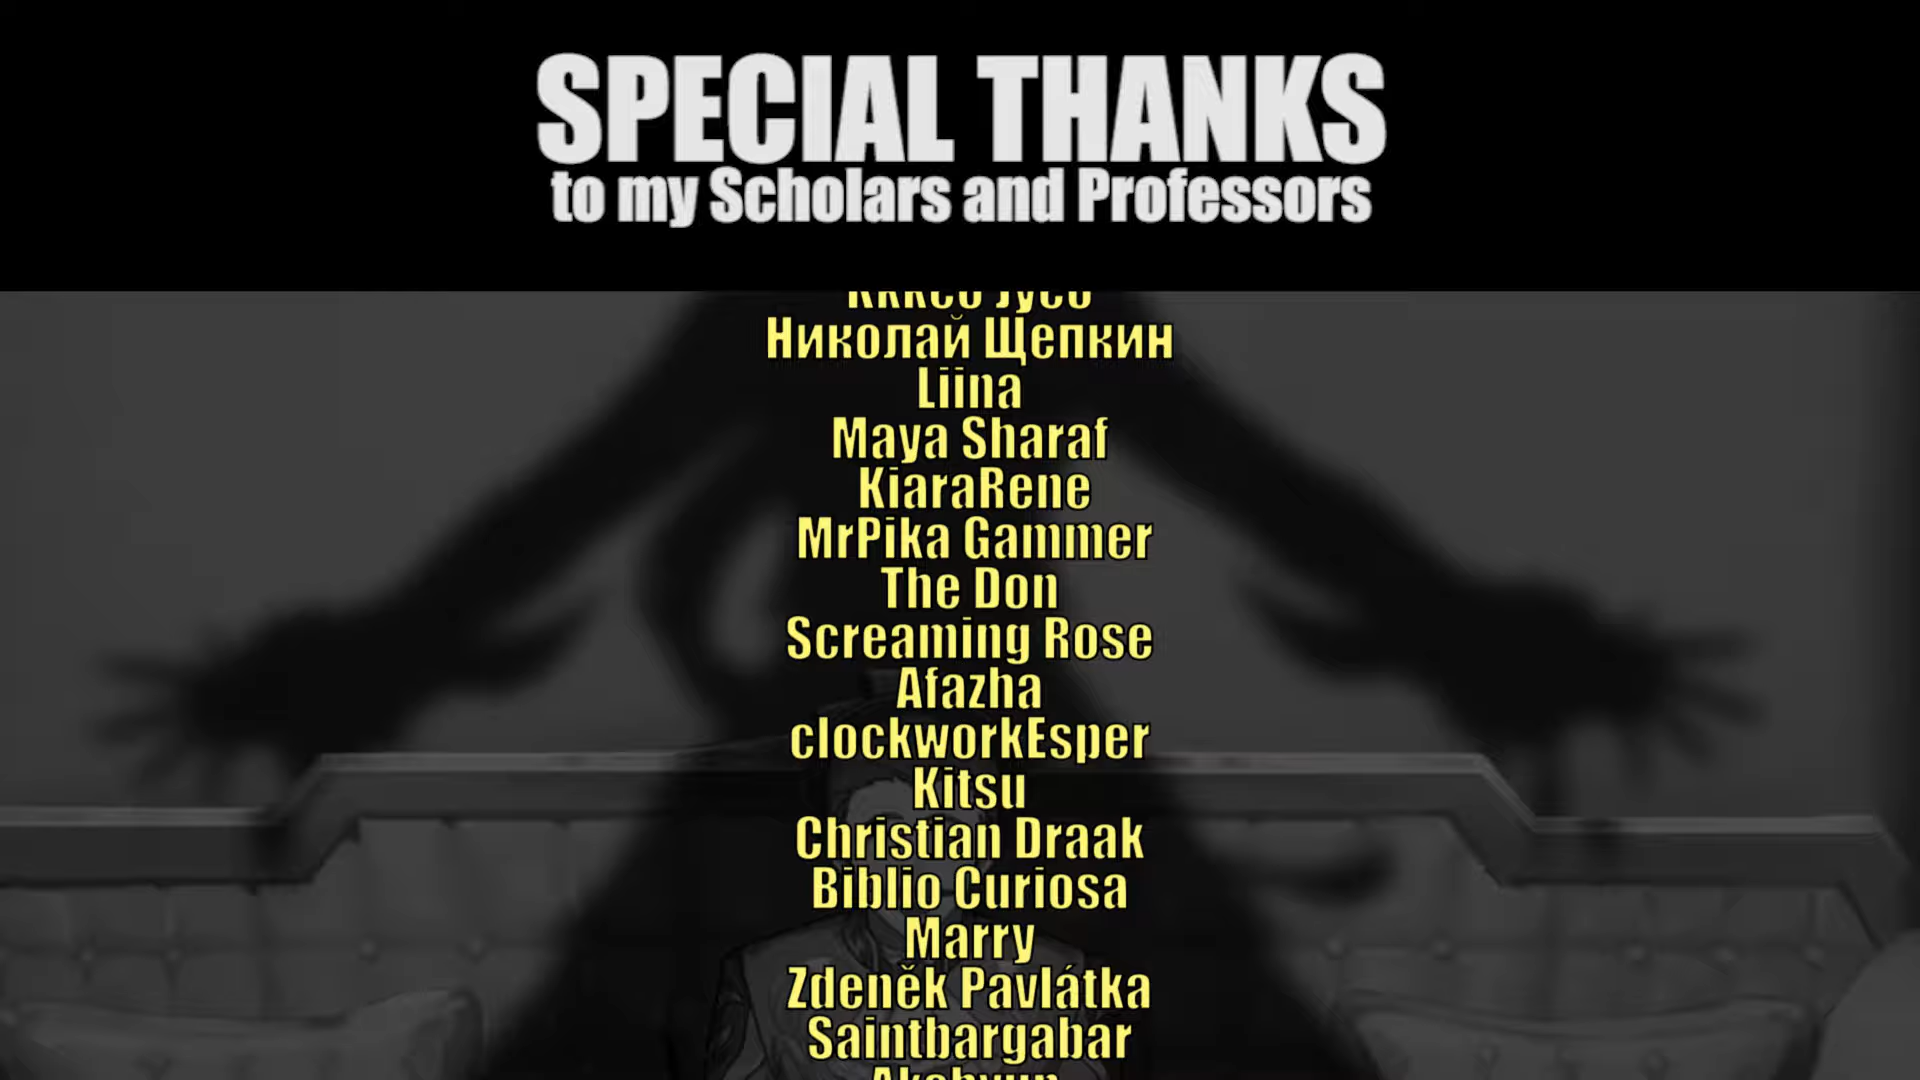 SPECIAL THANKS
to my Scholars and Professors
Николай Щепкин
Liina
Maya Sharaf
KiaraRene
MrPika Gammer
The Don
Screaming Rose
Afazha
clockworkEsper
Kitsu
Christian Draak
Biblio Curiosa
Marry
Zdeněk Pavlátka
Saintbargabar